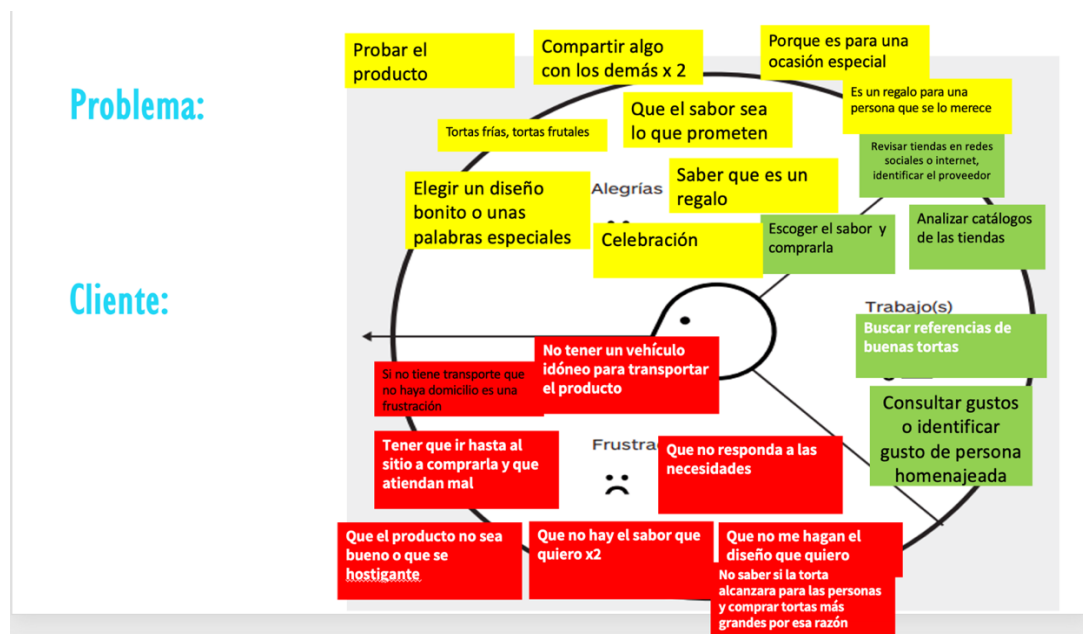 Problema:
Cliente:
Probar el
producto
Compartir algo
con los demás x 2
Porque es para una
ocasión especial
Es un regalo para una
persona que se lo merece
Tortas frías, tortas frutales
Que el sabor sea
lo que prometen
Revisar tiendas en redes
sociales o internet,
identificar el proveedor
Elegir un diseño
bonito o unas
palabras especiales
Alegrías
Saber que es un
regalo
Celebración
Escoger el sabor y
comprarla
Analizar catálogos
de las tiendas
Trabajo(s)
Buscar referencias de
buenas tortas
Consultar gustos
o identificar
gusto de persona
homenajeada
No tener un vehículo
idóneo para transportar
el producto
Si no tiene transporte que
no haya domicilio es una
frustración
Tener que ir hasta al
sitio a comprarla y que
atiendan mal
Frustra
Que no responda a las
necesidades
Que el producto no sea
bueno o que se
hostigante
Que no hay el sabor que
quiero x2
Que no me hagan el
diseño que quiero
No saber si la torta
alcanzara para las personas
y comprar tortas más
grandes por esa razón